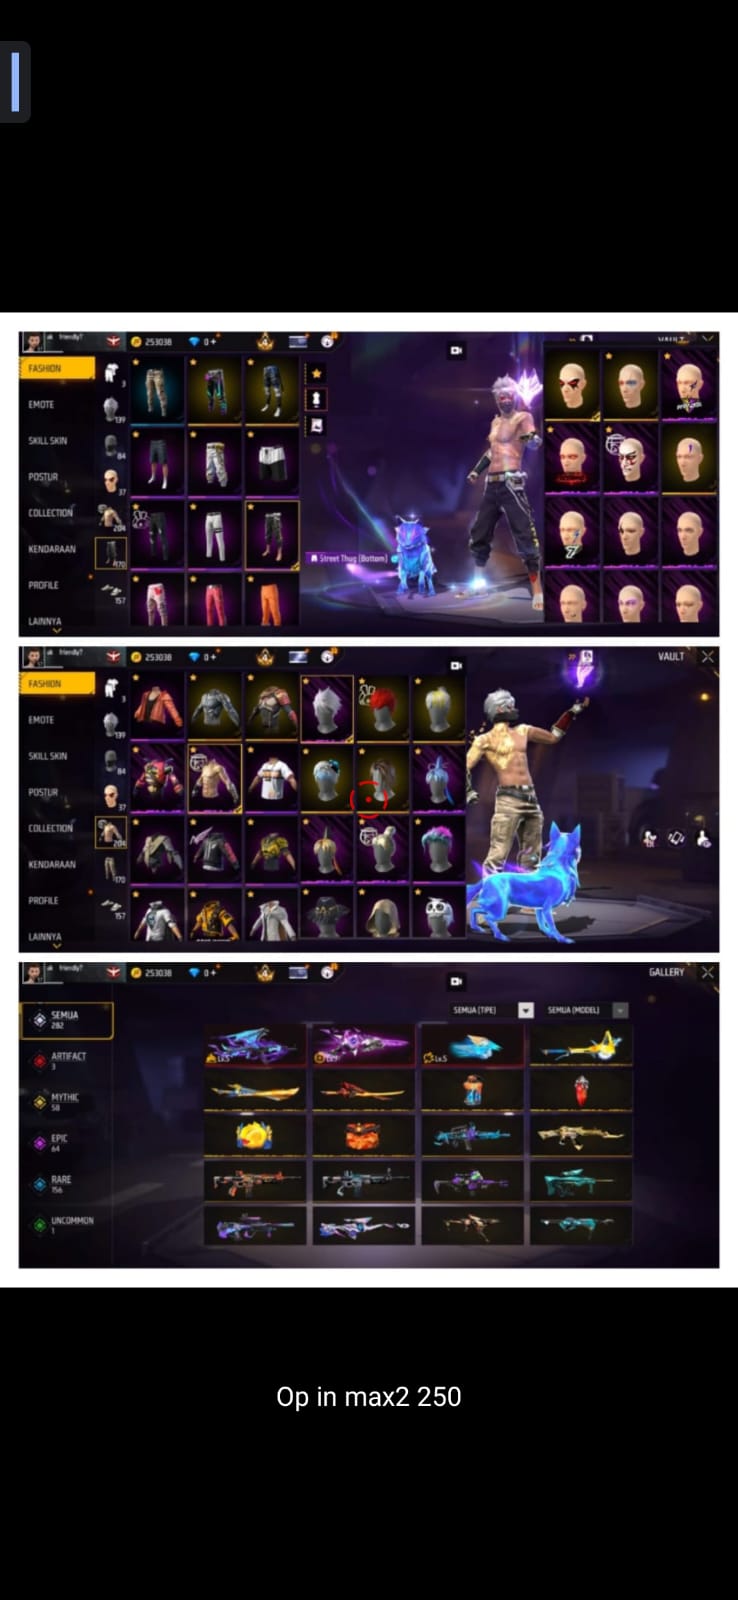 friendly?
253038
0+
VAULT
FASHION
3
EMOTE
139
SKILL SKIN
84
POSTUR
37
COLLECTION
204
KENDARAAN
170
PROFILE
157
LAINNYA
Street Thug (Bottom)
friendly?
253038
0+
VAULT
FASHION
3
EMOTE
139
SKILL SKIN
84
POSTUR
37
COLLECTION
204
KENDARAAN
170
PROFILE
157
LAINNYA
friendly?
253038
0+
GALLERY
SEMUA
282
SEMUA (TIPE)
SEMUA (MODEL)
ARTIFACT
3
MYTHIC
58
EPIC
64
RARE
156
UNCOMMON
1
Lv.5
Lv.5
Op in max2 250